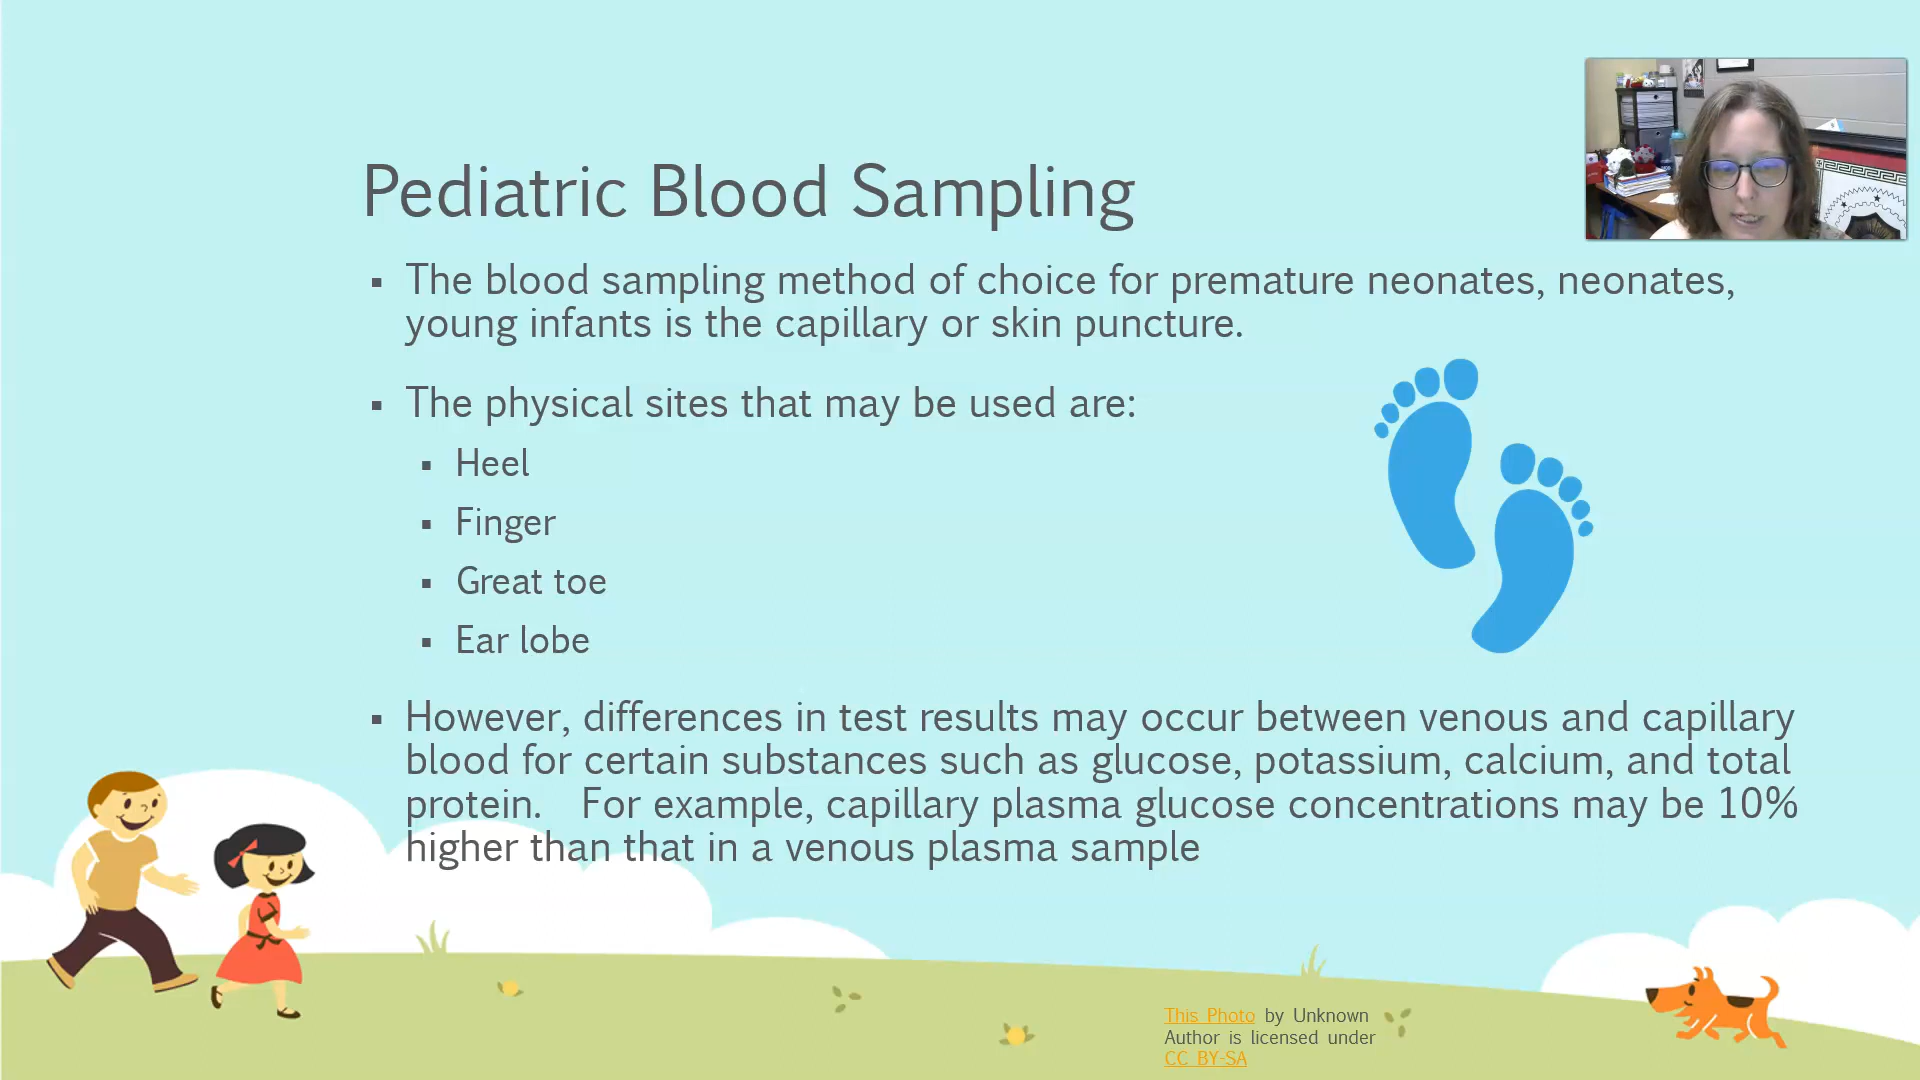 Pediatric Blood Sampling
▪ The blood sampling method of choice for premature neonates, neonates,
young infants is the capillary or skin puncture.
▪ The physical sites that may be used are:
▪ Heel
▪ Finger
▪ Great toe
▪ Ear lobe
▪ However, differences in test results may occur between venous and capillary
blood for certain substances such as glucose, potassium, calcium, and total
protein.   For example, capillary plasma glucose concentrations may be 10%
higher than that in a venous plasma sample
This Photo by Unknown
Author is licensed under
CC BY-SA